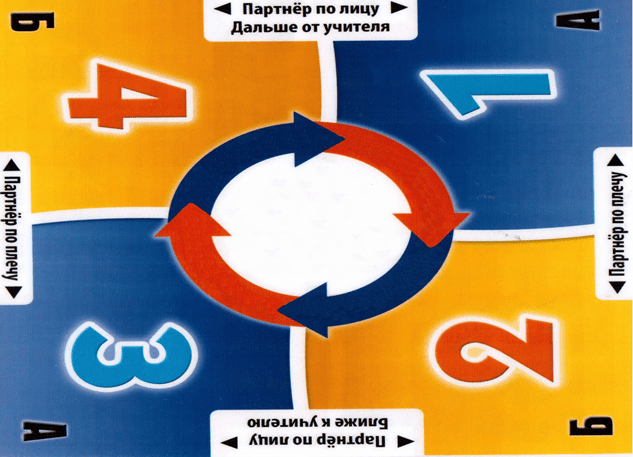 Б
Партнёр по лицу
Дальше от учителя
А
4
1
Партнёр по плечу
Партнёр по плечу
3
2
А
Партнёр по лицу
Ближе к учителю
Б